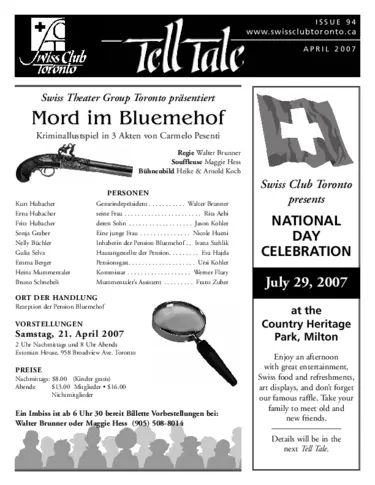 ISSUE 94
www.swissclubtoronto.ca
APRIL 2007
Swiss Club
Toronto
Tell Tale
Swiss Theater Group Toronto präsentiert
Mord im Bluemehof
Kriminallustspiel in 3 Akten von Carmelo Pesenti
Regie Walter Brunner
Souffleuse Maggie Hess
Bühnenbild Heike & Arnold Koch
PERSONEN
Kurt Hubacher Gemeindepräsident . . . . . . . . . . . Walter Brunner
Erna Hubacher seine Frau . . . . . . . . . . . . . . . . . . . . . . . Rita Aebi
Fritz Hubacher deren Sohn . . . . . . . . . . . . . . . . . . . . Jason Kohler
Sonja Gruber Eine junge Frau . . . . . . . . . . . . . . . Nicole Huemi
Nelly Büchler Inhaberin der Pension Bluemehof . . Ivana Stehlik
Gulia Selva Hausangestellte der Pension. . . . . . . . . Eva Hajda
Emma Berger Pensionsgast. . . . . . . . . . . . . . . . . . . . Ursi Kohler
Heinz Mummenzaler Kommissar . . . . . . . . . . . . . . . . . . . Werner Flury
Bruno Schnebeli Mummenzaler's Assistent . . . . . . . . . Franz Zuber
ORT DER HANDLUNG
Rezeption der Pension Bluemehof
VORSTELLUNGEN
Samstag, 21. April 2007
2 Uhr Nachmittags und 8 Uhr Abends
Estonian House, 958 Broadview Ave. Toronto
PREISE
Nachmittags: $8.00 (Kinder gratis)
Abends: $13.00 Mitglieder • $16.00
Nichtmitglieder
Ein Imbiss ist ab 6 Uhr 30 bereit Billette Vorbestellungen bei:
Walter Brunner oder Maggie Hess (905) 508-8014
Swiss Club Toronto
presents
NATIONAL
DAY
CELEBRATION
July 29, 2007
at the
Country Heritage
Park, Milton
Enjoy an afternoon
with great entertainment,
Swiss food and refreshments,
art displays, and don't forget
our famous raffle. Take your
family to meet old and
new friends.
Details will be in the
next Tell Tale.